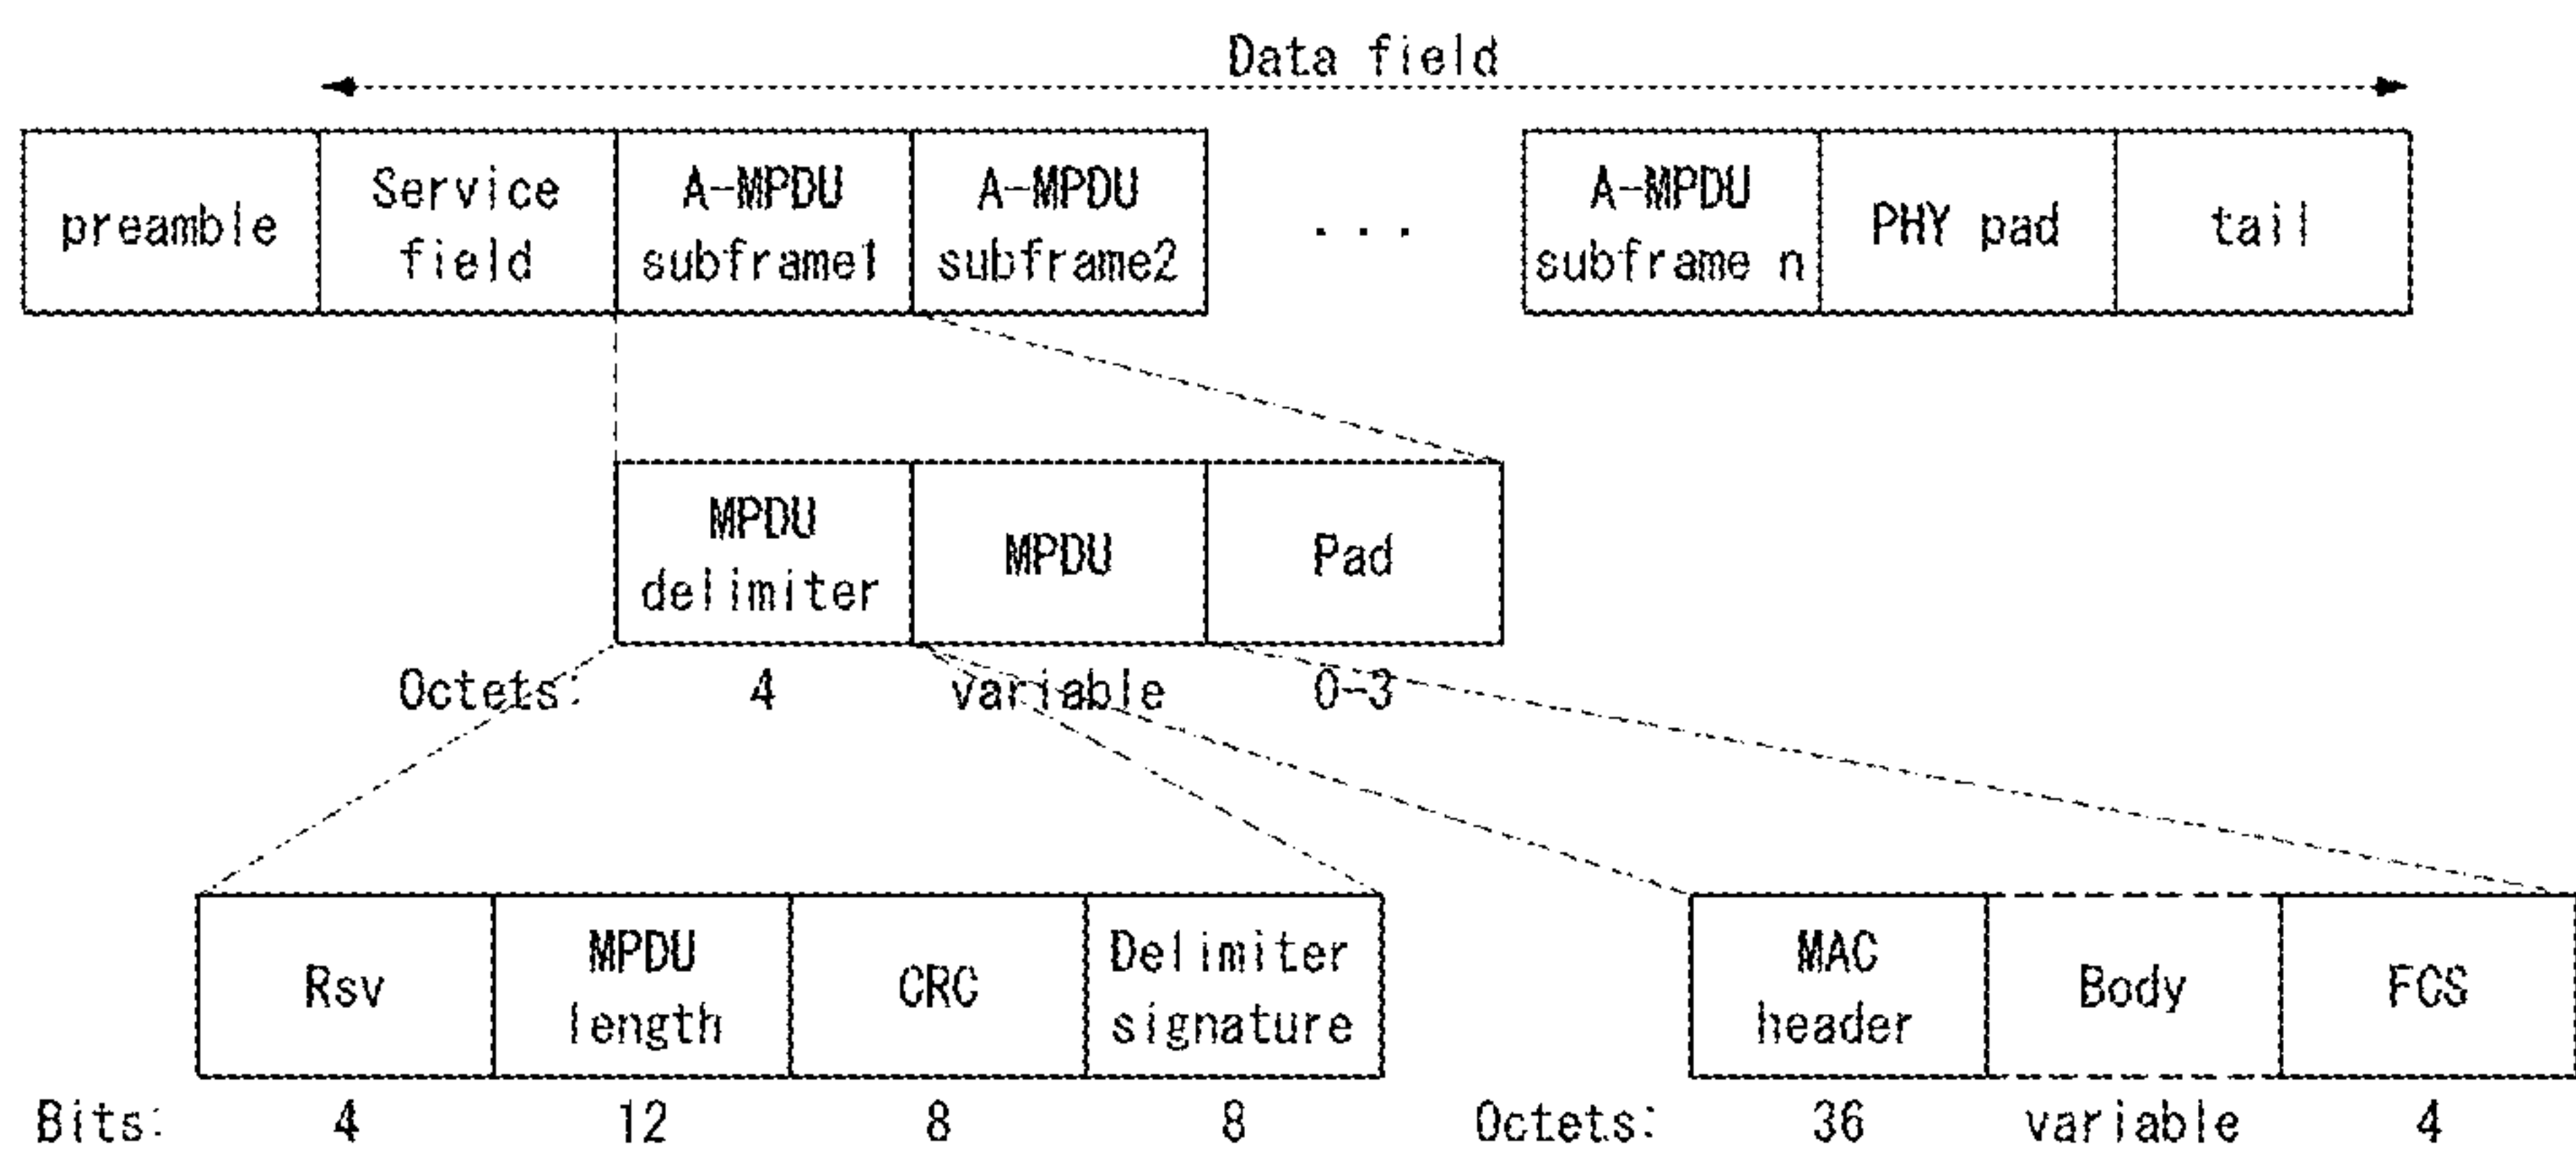 Data field
preamble
Service
field
A-MPDU
subframe1
A-MPDU
subframe2
. . .
A-MPDU
subframe n
PHY pad
tail
MPDU
delimiter
MPDU
Pad
Octets: 4 variable 0-3
Rsv
MPDU
length
CRC
Delimiter
signature
MAC
header
Body
FCS
Bits: 4 12 8 8
Octets: 36 variable 4